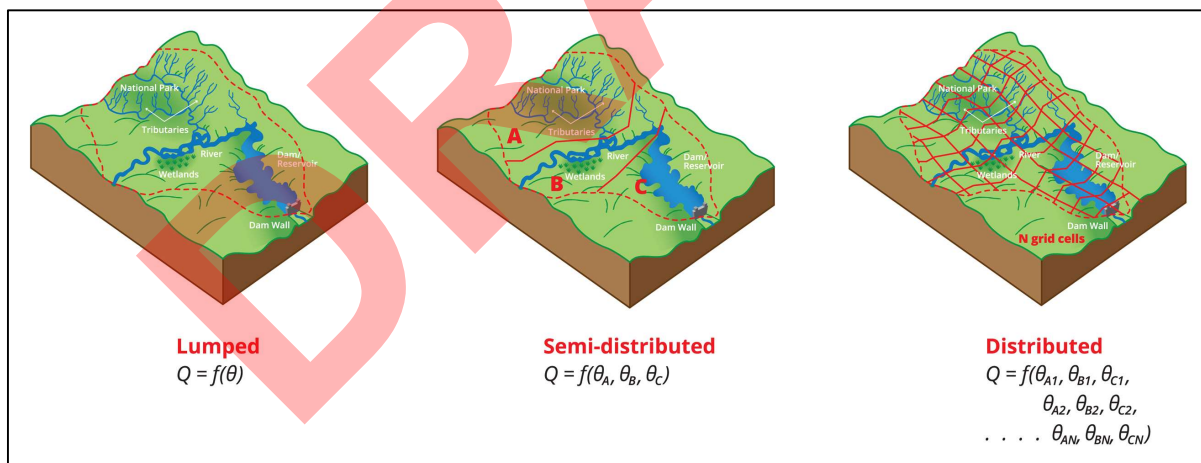 National Park
Tributaries
River
Dam/
Reservoir
Wetlands
Dam Wall
Lumped
Q = f(θ)
National Park
Tributaries
A
River
Dam/
Reservoir
Wetlands
B
C
Dam Wall
Semi-distributed
Q = f(θA, θB, θC)
National Park
Tributaries
River
Dam/
Reservoir
Wetlands
Dam Wall
N grid cells
Distributed
Q = f(θA1, θB1, θC1,
θA2, θB2, θC2,
. . . . θAN, θBN, θCN)